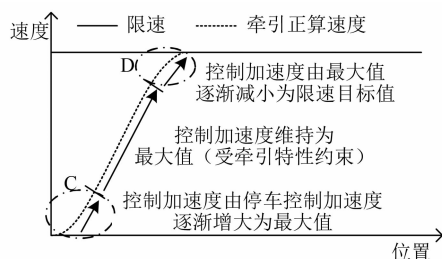 速度
限速
牵引正算速度
D
控制加速度由最大值
逐渐减小为限速目标值
控制加速度维持为
最大值（受牵引特性约束）
C
控制加速度由停车控制加速度
逐渐增大为最大值
位置